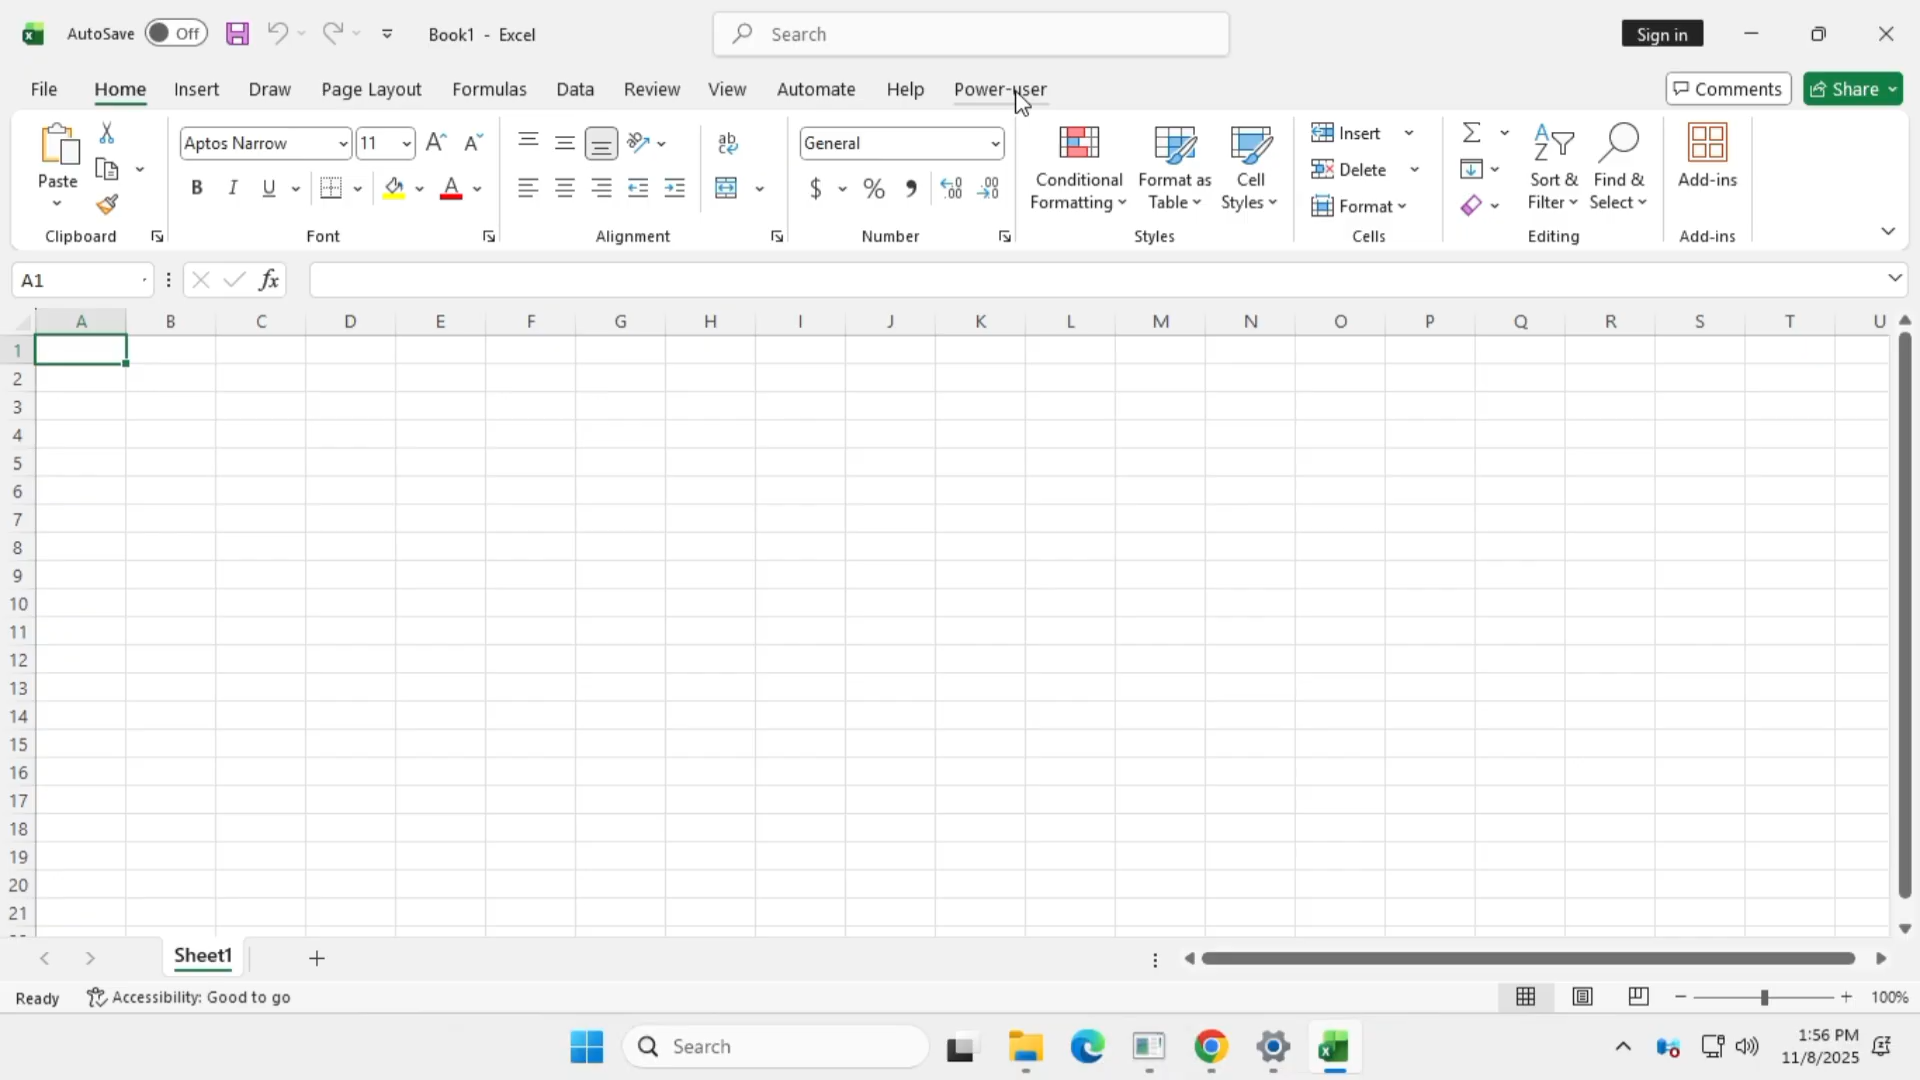 AutoSave Off Book1 - Excel Search Sign in
File Home Insert Draw Page Layout Formulas Data Review View Automate Help Power-user Comments Share
Paste Aptos Narrow 11 ab General $ % Conditional Formatting Format as Table Cell Styles Insert Delete Format Sort & Filter Find & Select Add-ins
B I U A
Clipboard Font Alignment Number Styles Cells Editing Add-ins
A1 fx
A B C D E F G H I J K L M N O P Q R S T U
1
2
3
4
5
6
7
8
9
10
11
12
13
14
15
16
17
18
19
20
21
Sheet1
Ready Accessibility: Good to go 100%
Search 1:56 PM
11/8/2025